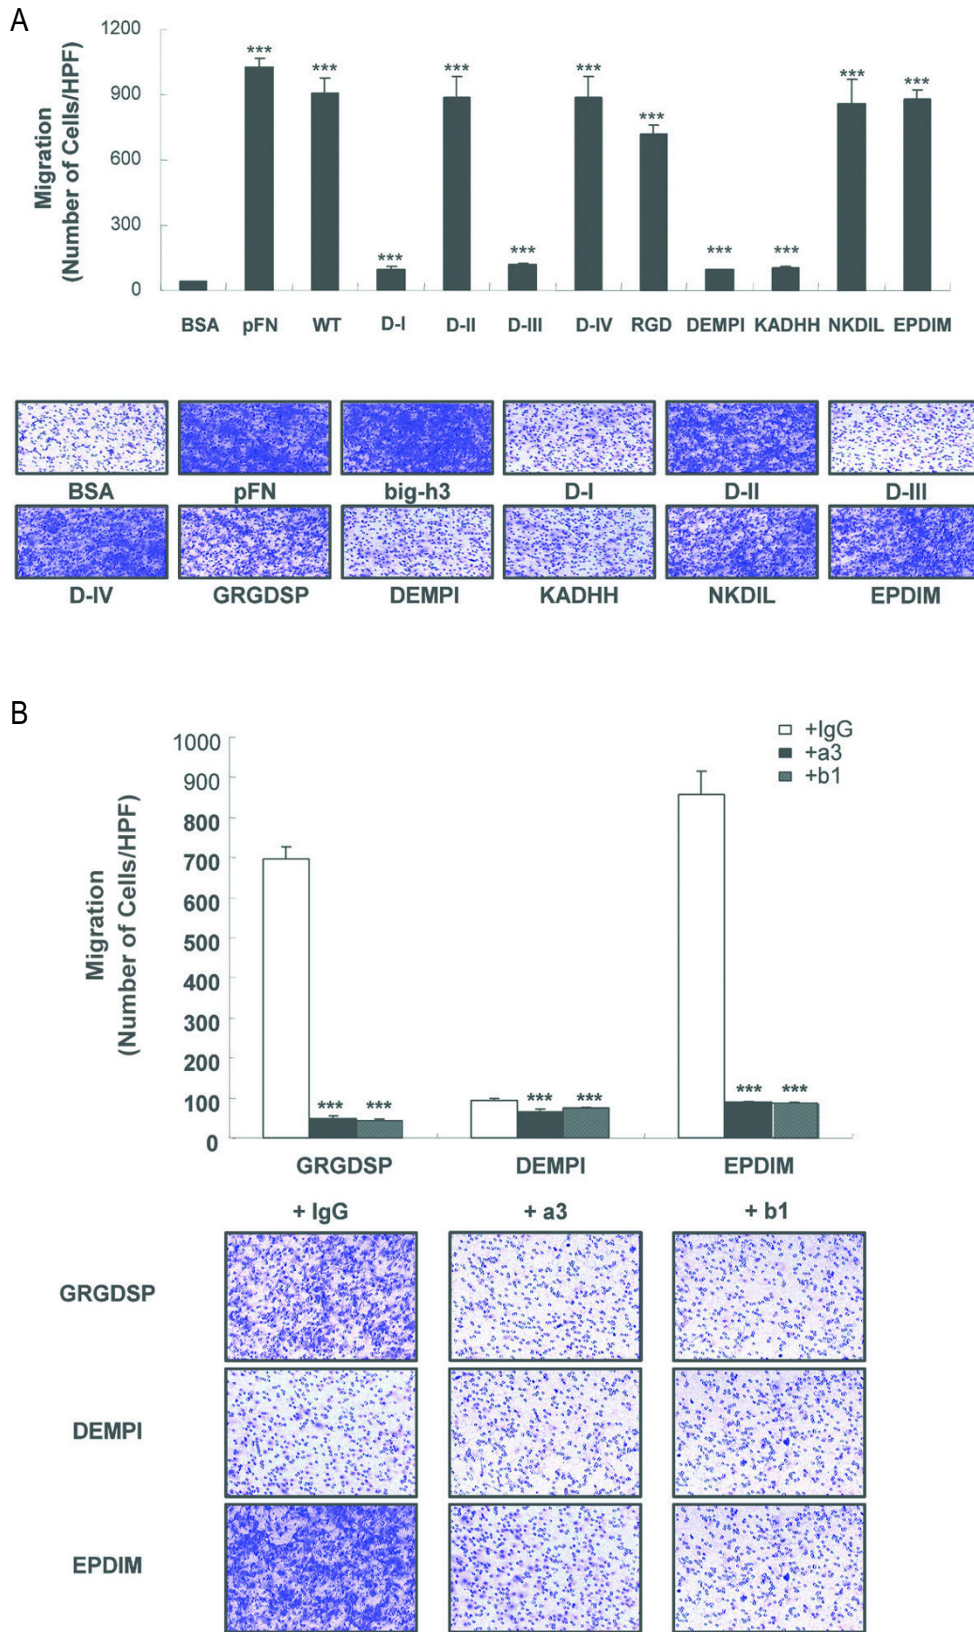 A
1200
900
600
300
0
Migration
(Number of Cells/HPF)
*** *** *** *** *** *** *** *** *** *** ***
BSA pFN WT D-I D-II D-III D-IV RGD DEMPI KADHH NKDIL EPDIM
BSA pFN big-h3 D-I D-II D-III
D-IV GRGDSP DEMPI KADHH NKDIL EPDIM
B
1000
900
800
700
600
500
400
300
200
100
0
Migration
(Number of Cells/HPF)
+IgG
+a3
+b1
*** *** *** *** *** ***
GRGDSP DEMPI EPDIM
+ IgG + a3 + b1
GRGDSP
DEMPI
EPDIM